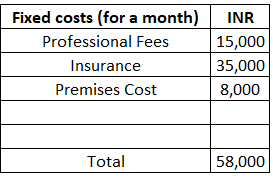 Fixed costs (for a month) INR
Professional Fees 15,000
Insurance 35,000
Premises Cost 8,000
Total 58,000